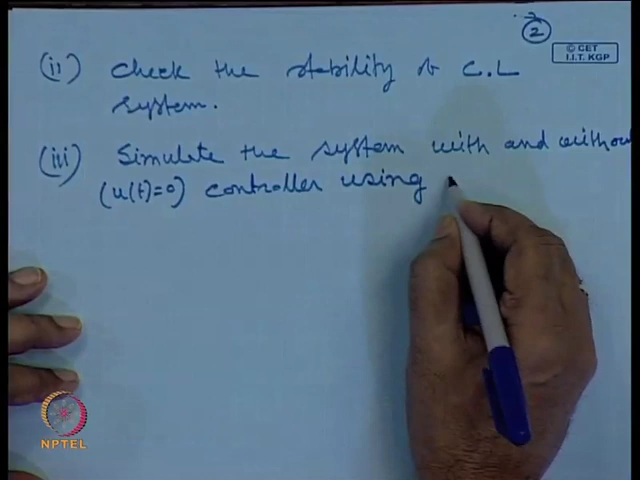 2
© CET
I.I.T. KGP
(ii) Check the stability of C.L
system.
(iii) Simulate the system with and without
(u(t)=0) controller using
NPTEL